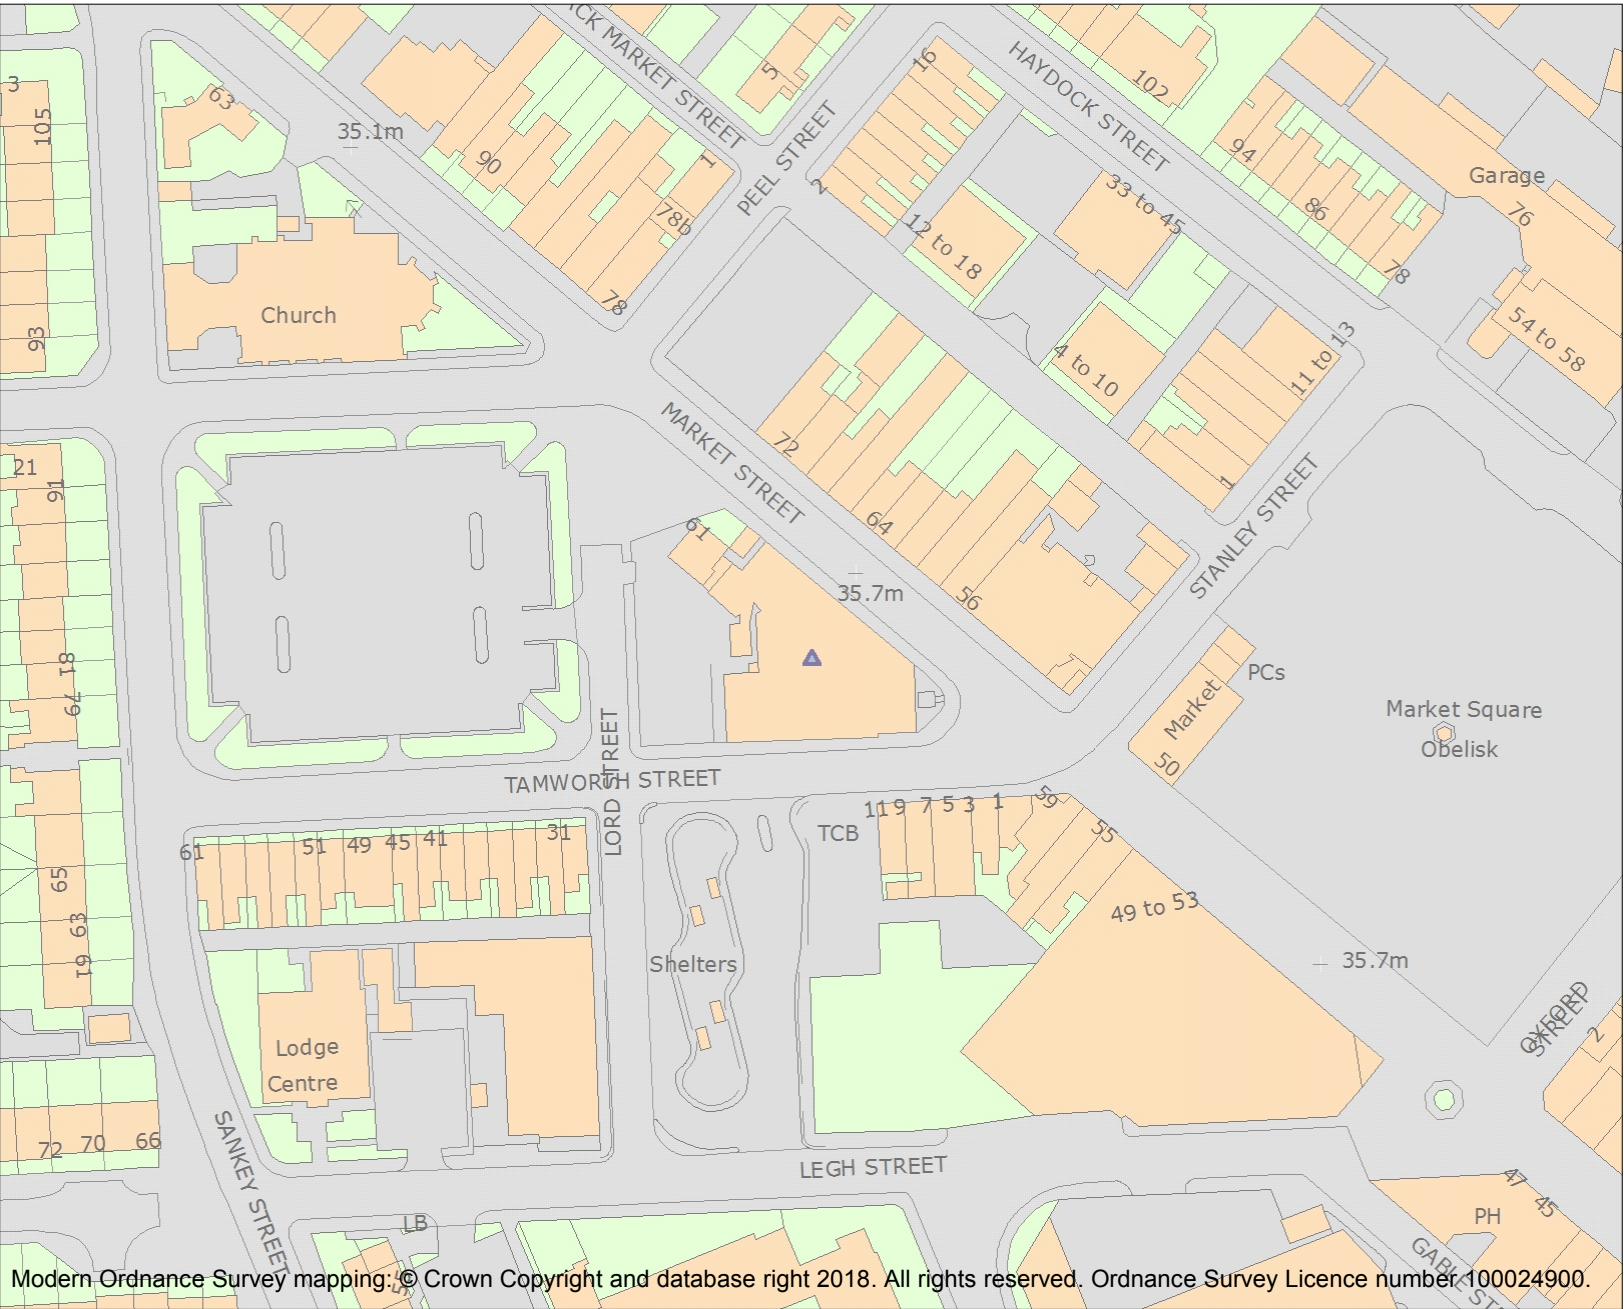 BACK MARKET STREET
5
16
HAYDOCK STREET
102
3
105
63
35.1m
90
1
PEEL STREET
2
33 to 45
94
Garage
86
76
78b
12 to 18
78
78
Church
93
54 to 58
11 to 13
4 to 10
MARKET STREET
72
21
91
64
1
STANLEY STREET
61
35.7m
56
81
79
PCs
Market
50
Market Square
Obelisk
LORD STREET
TAMWORTH STREET
11 9 7 5 3 1
59
55
TCB
61
51 49 45 41 31
65
63
61
49 to 53
Shelters
35.7m
OXFORD
STREET
2
Lodge
Centre
72 70 66
SANKEY STREET
LEGH STREET
47
45
PH
LB
55
GABLE ST
Modern Ordnance Survey mapping: © Crown Copyright and database right 2018. All rights reserved. Ordnance Survey Licence number 100024900.